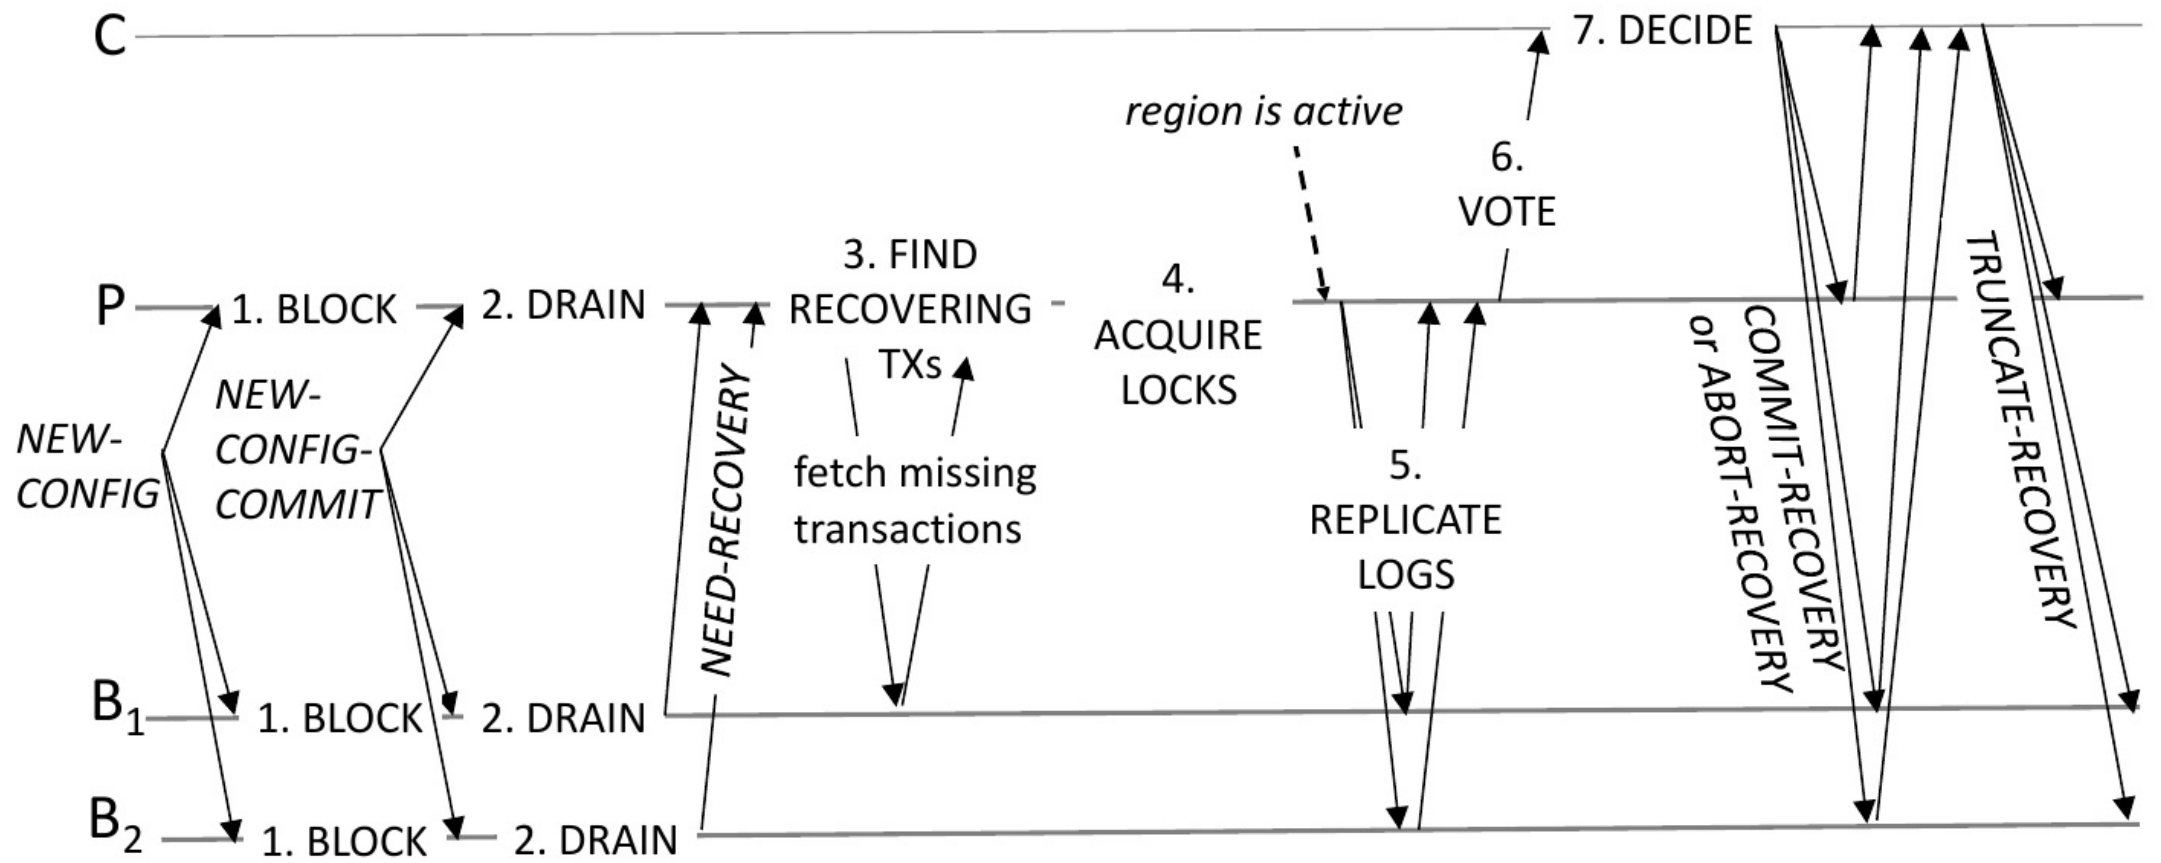 C
7. DECIDE
region is active
6.
VOTE
P
1. BLOCK
2. DRAIN
3. FIND
RECOVERING
TXs
4.
ACQUIRE
LOCKS
NEW-
CONFIG
NEW-
CONFIG-
COMMIT
NEED-RECOVERY
fetch missing
transactions
5.
REPLICATE
LOGS
COMMIT-RECOVERY
or ABORT-RECOVERY
TRUNCATE-RECOVERY
B1
1. BLOCK
2. DRAIN
B2
1. BLOCK
2. DRAIN